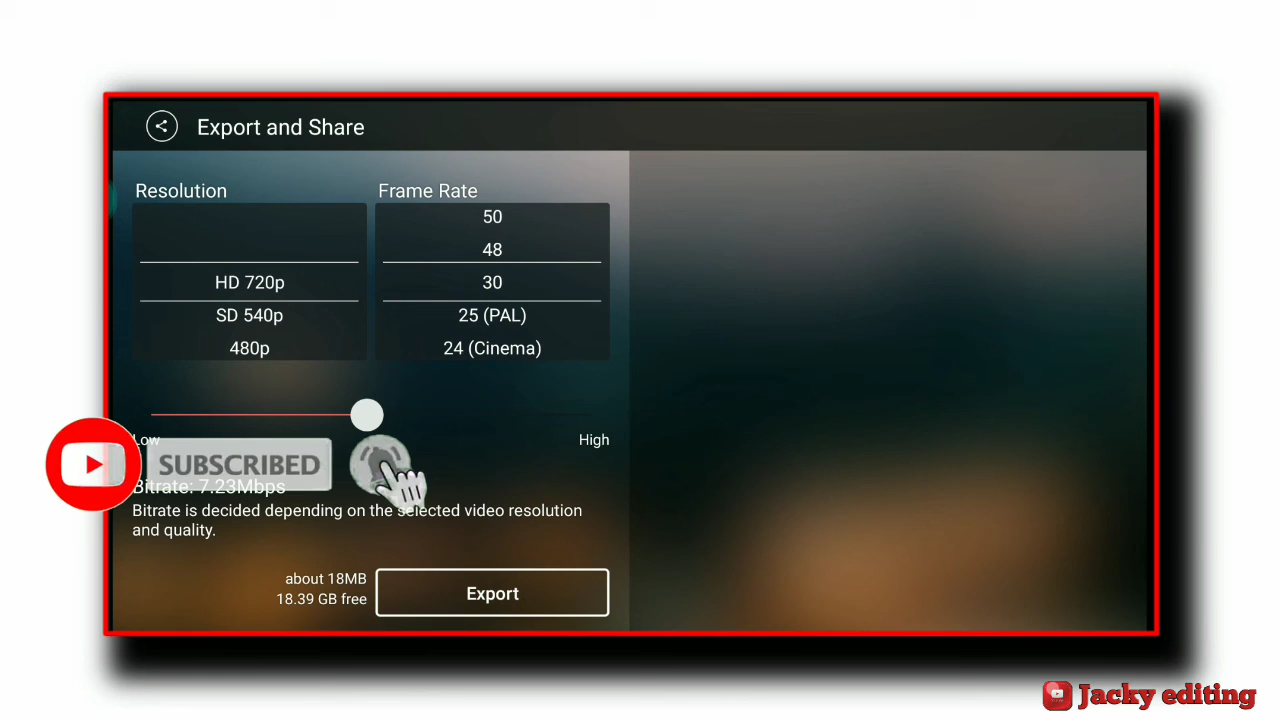 Export and Share
Resolution
HD 720p
SD 540p
480p
Frame Rate
50
48
30
25 (PAL)
24 (Cinema)
Low
High
SUBSCRIBED
Bitrate: 7.23Mbps
Bitrate is decided depending on the selected video resolution
and quality.
about 18MB
18.39 GB free
Export
Jacky editing